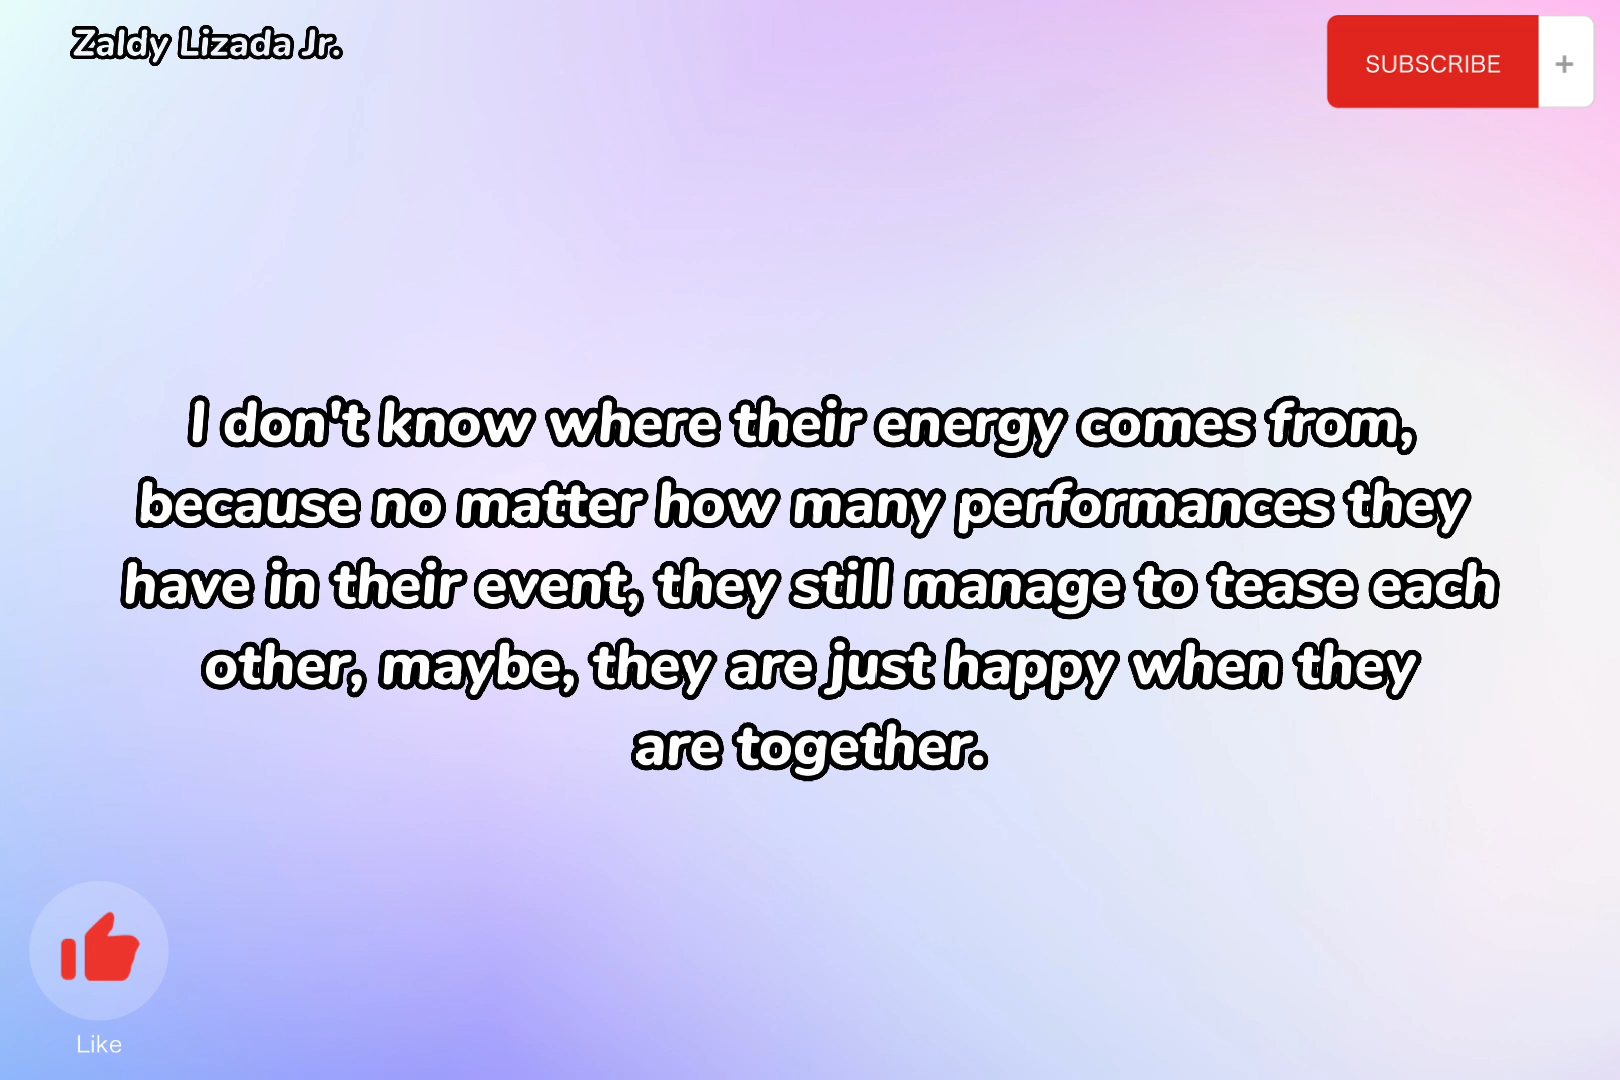 Zaldy Lizada Jr.
SUBSCRIBE +
I don't know where their energy comes from,
because no matter how many performances they
have in their event, they still manage to tease each
other, maybe, they are just happy when they
are together.
Like